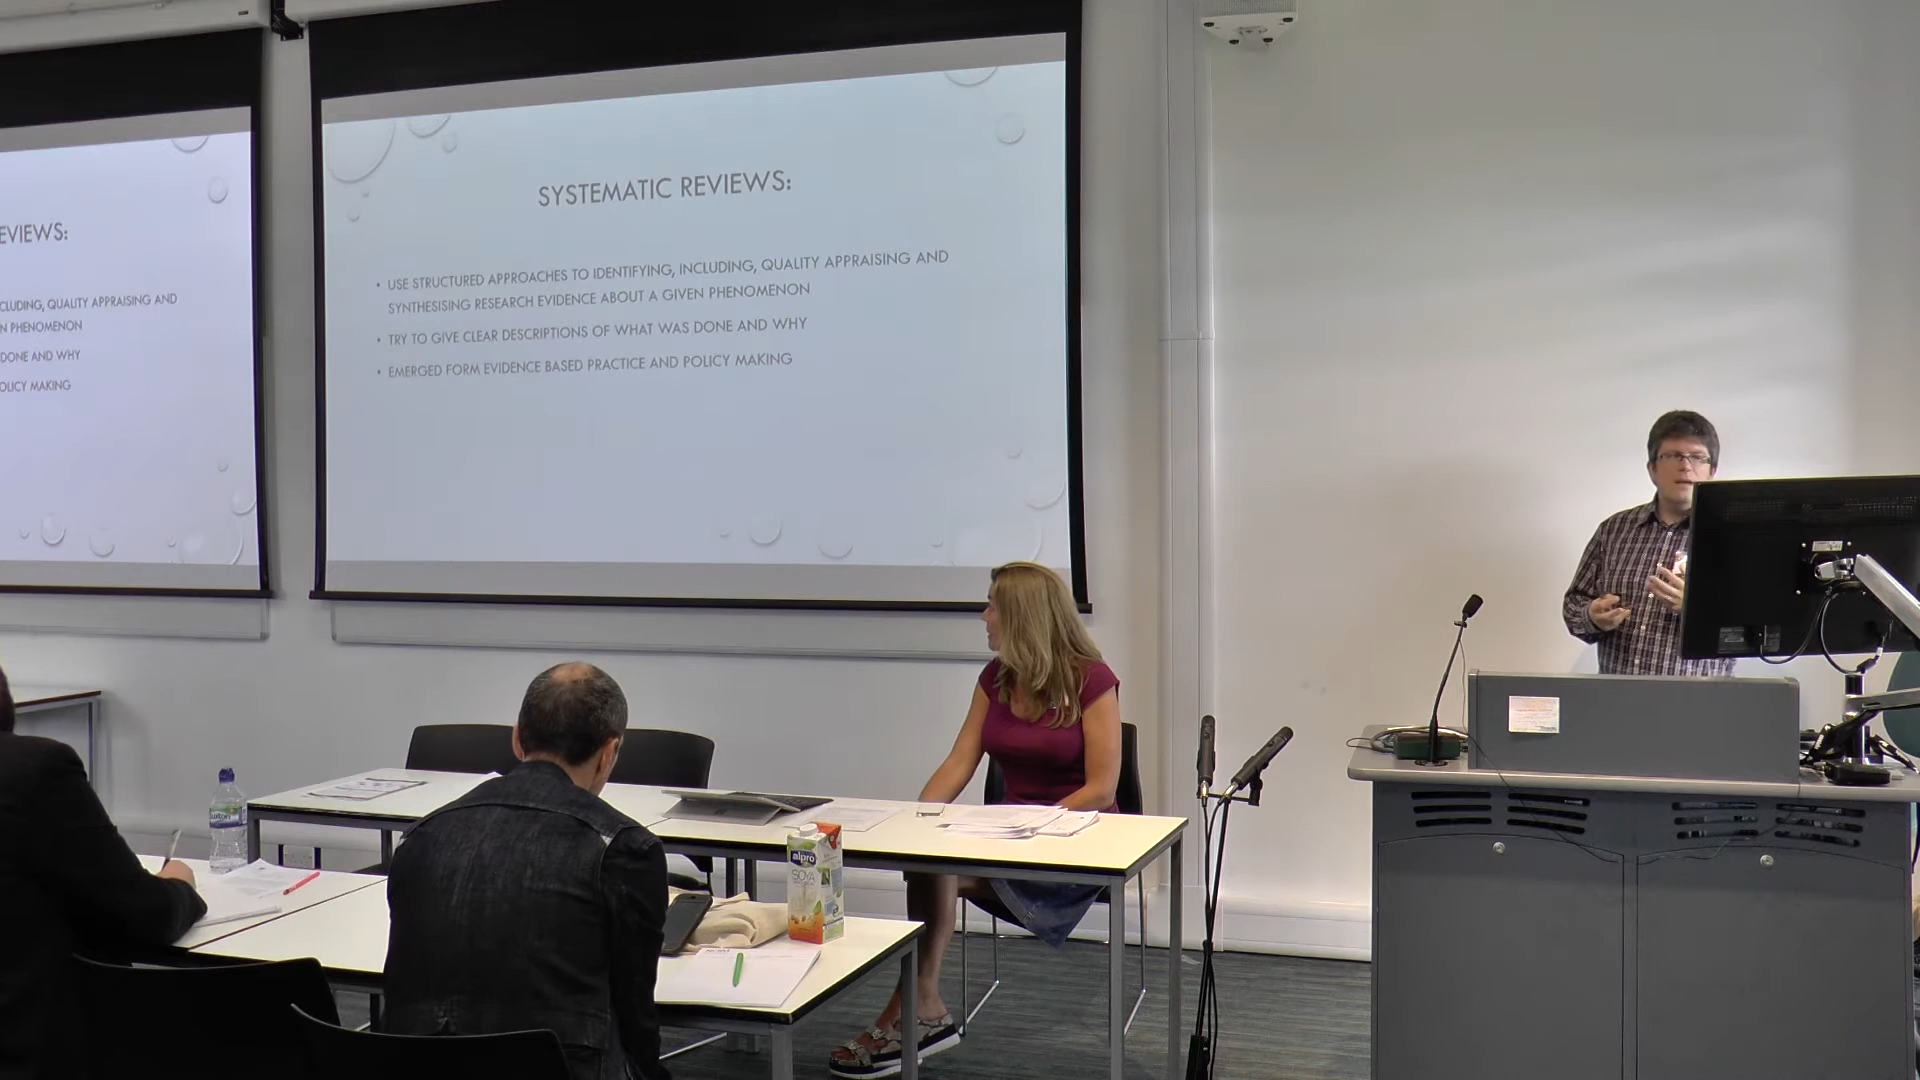 EVIEWS:
CLUDING, QUALITY APPRAISING AND
N PHENOMENON
DONE AND WHY
OLICY MAKING
SYSTEMATIC REVIEWS:
• USE STRUCTURED APPROACHES TO IDENTIFYING, INCLUDING, QUALITY APPRAISING AND
SYNTHESISING RESEARCH EVIDENCE ABOUT A GIVEN PHENOMENON
• TRY TO GIVE CLEAR DESCRIPTIONS OF WHAT WAS DONE AND WHY
• EMERGED FORM EVIDENCE BASED PRACTICE AND POLICY MAKING
alpro
SOYA